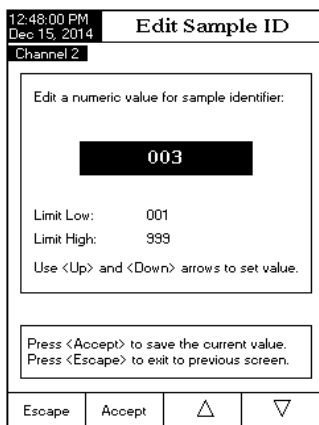 12:48:00 PM
Dec 15, 2014
Edit Sample ID
Channel 2
Edit a numeric value for sample identifier:
003
Limit Low: 001
Limit High: 999
Use <Up> and <Down> arrows to set value.
Press <Accept> to save the current value.
Press <Escape> to exit to previous screen.
Escape Accept △ ▽